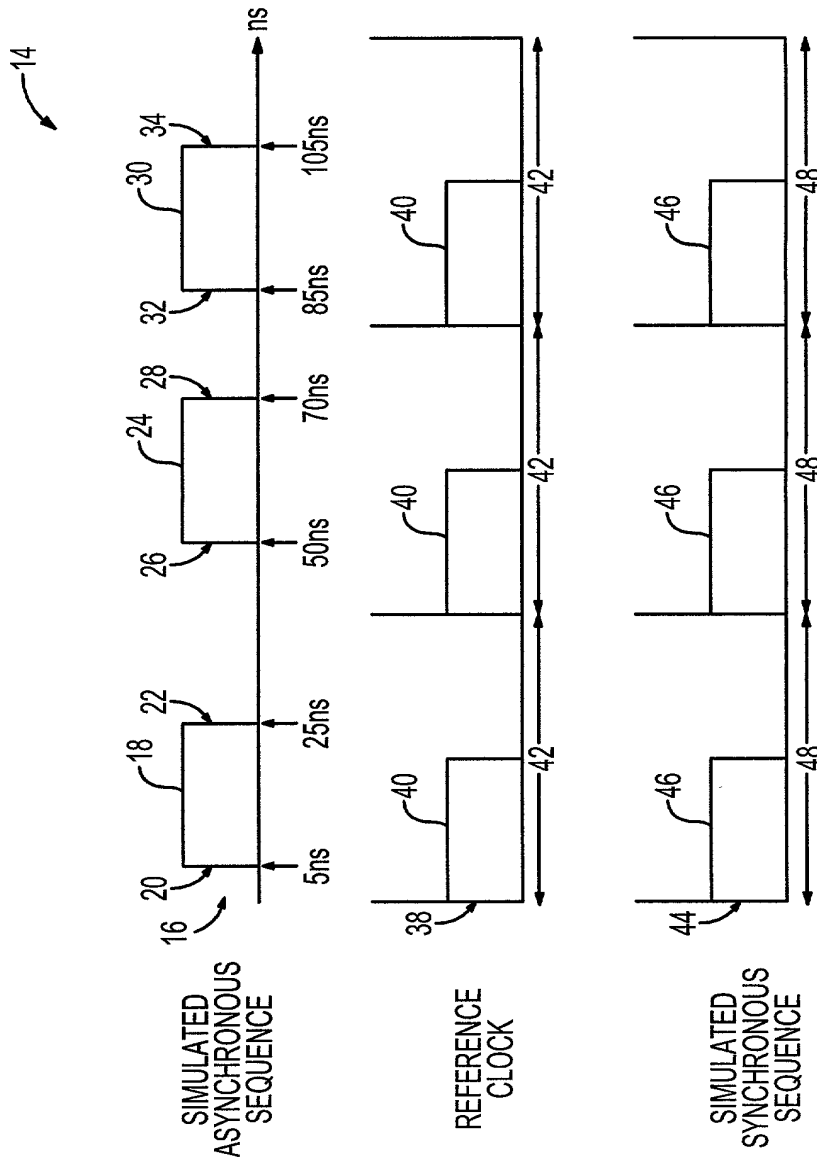 14
SIMULATED
ASYNCHRONOUS
SEQUENCE
16
20
18
22
26
24
28
32
30
34
ns
5ns
25ns
50ns
70ns
85ns
105ns
REFERENCE
CLOCK
38
40
40
40
42
42
42
SIMULATED
SYNCHRONOUS
SEQUENCE
44
46
46
46
48
48
48